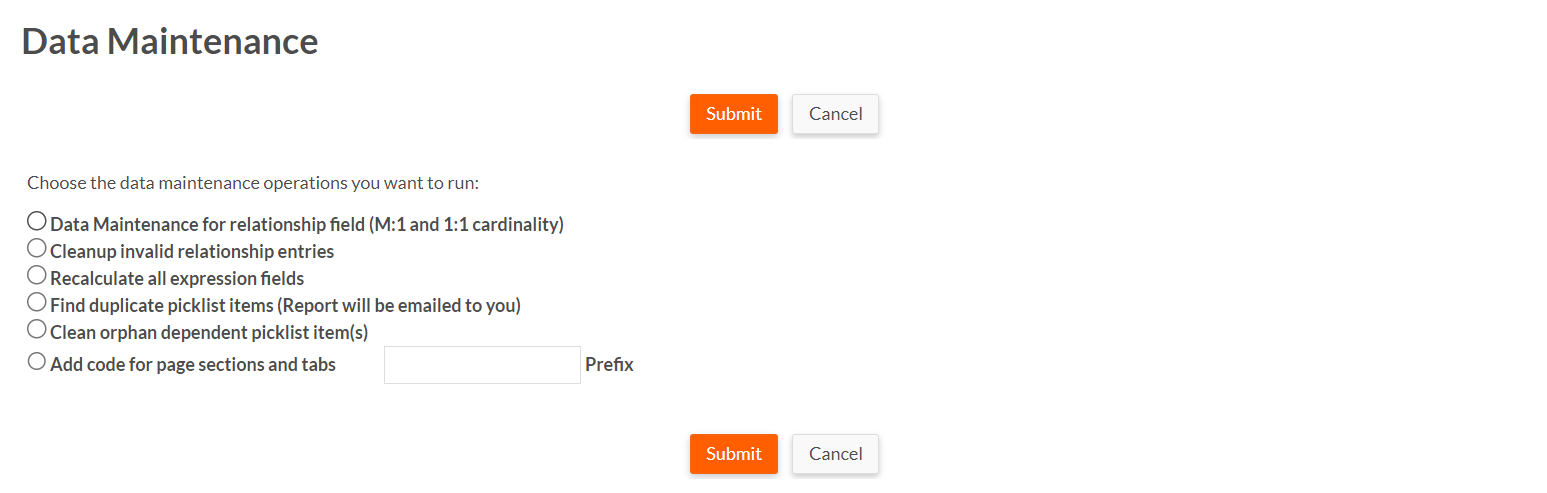 Data Maintenance
Submit Cancel
Choose the data maintenance operations you want to run:
Data Maintenance for relationship field (M:1 and 1:1 cardinality)
Cleanup invalid relationship entries
Recalculate all expression fields
Find duplicate picklist items (Report will be emailed to you)
Clean orphan dependent picklist item(s)
Add code for page sections and tabs Prefix
Submit Cancel